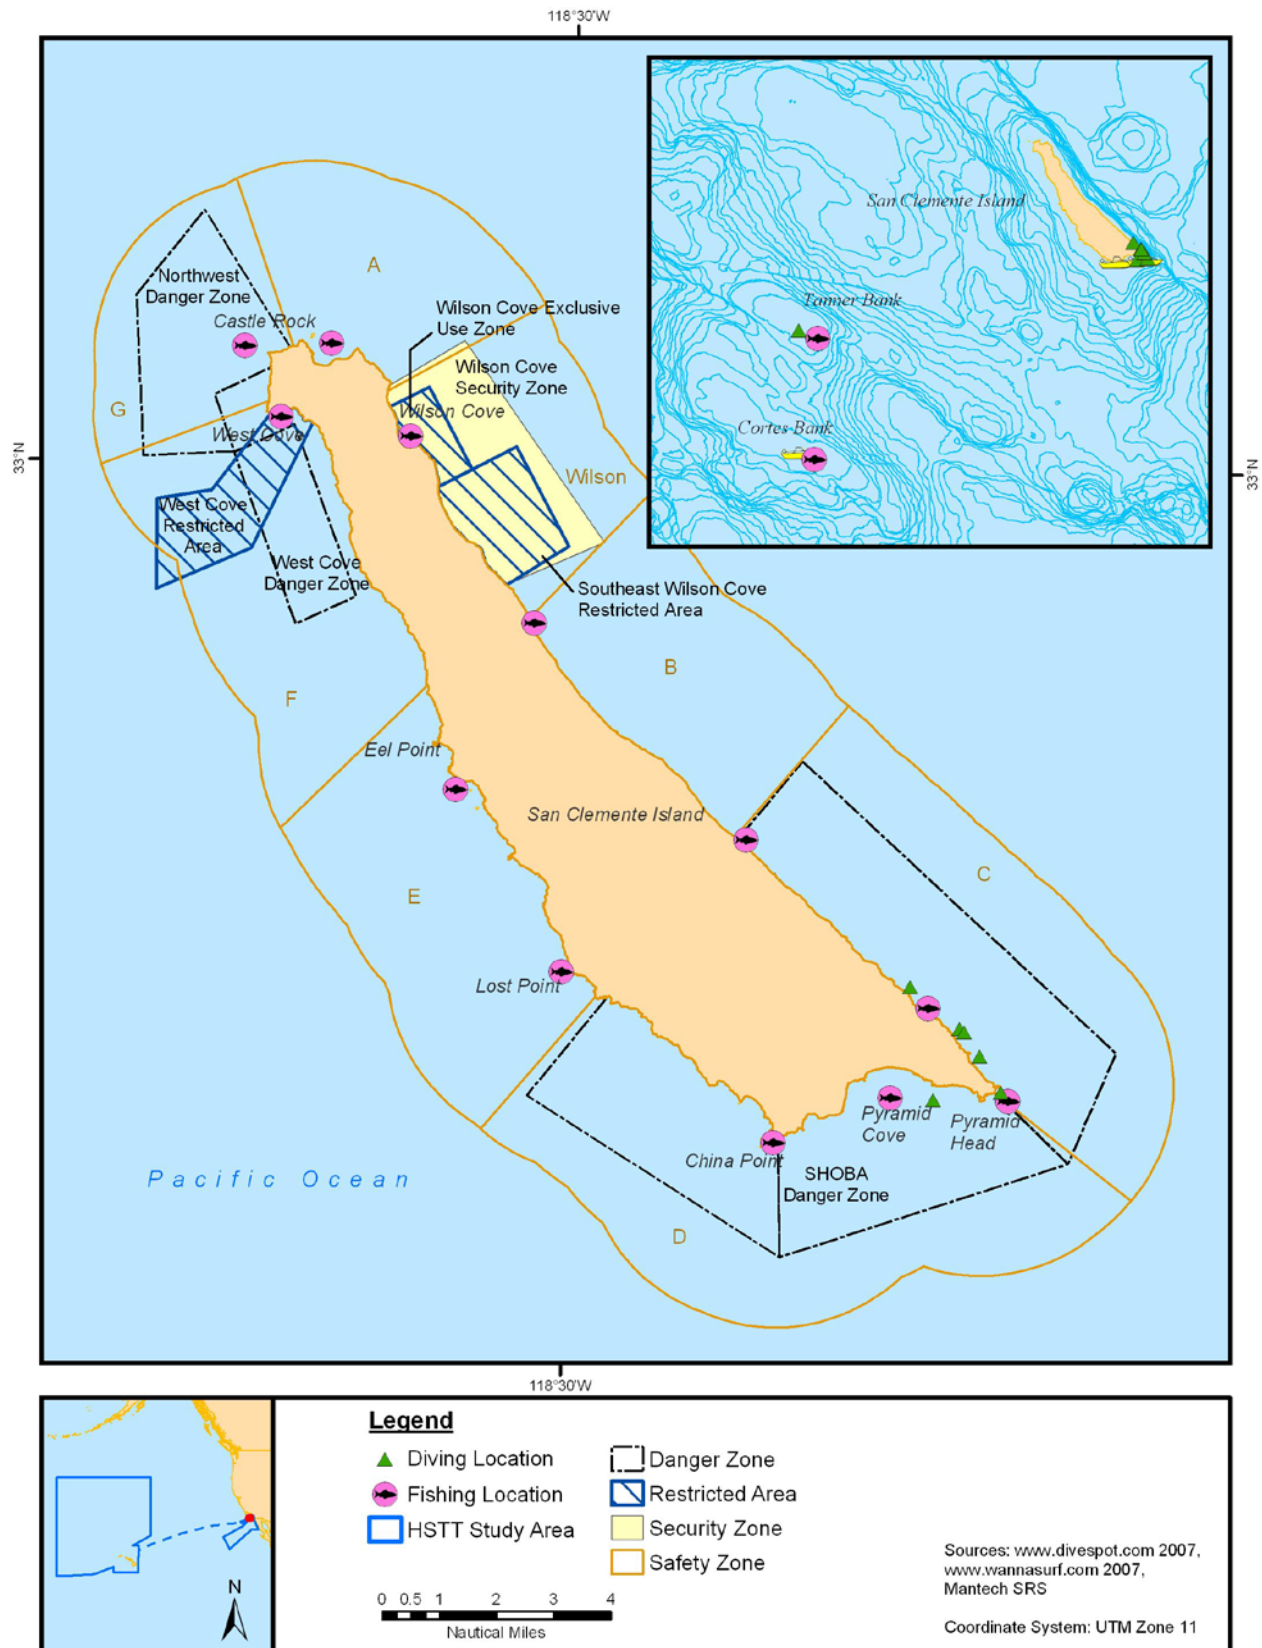 118°30'W
San Clemente Island
Tanner Bank
Cortes Bank
33°N
33°N
A
Northwest
Danger Zone
Castle Rock
Wilson Cove Exclusive
Use Zone
Wilson Cove
Security Zone
Wilson Cove
G
West Cove
Wilson
West Cove
Restricted
Area
West Cove
Danger Zone
Southeast Wilson Cove
Restricted Area
B
F
Eel Point
San Clemente Island
C
E
Lost Point
Pyramid
Cove
Pyramid
Head
China Point
SHOBA
Danger Zone
Pacific Ocean
D
118°30'W
Legend
Diving Location
Fishing Location
HSTT Study Area
Danger Zone
Restricted Area
Security Zone
Safety Zone
N
0 0.5 1 2 3 4
Nautical Miles
Sources: www.divespot.com 2007,
www.wannasurf.com 2007,
Mantech SRS
Coordinate System: UTM Zone 11